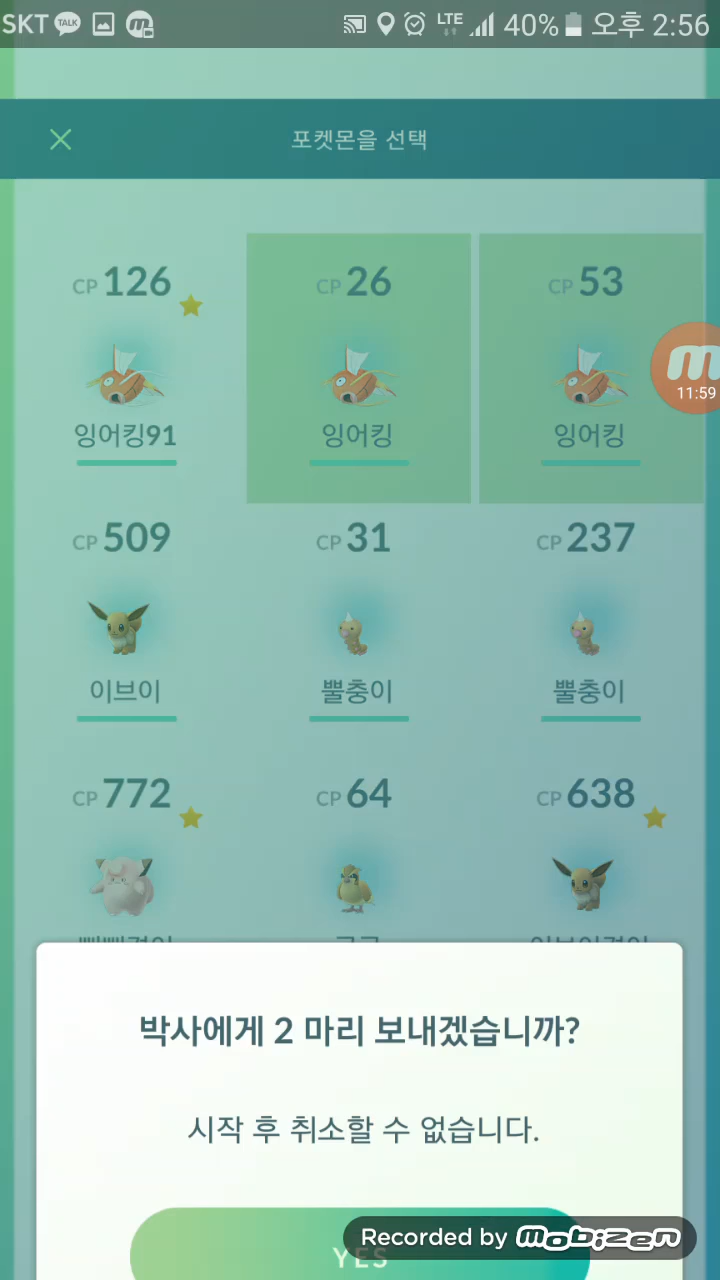 SKT TALK m LTE 40% 오후 2:56
포켓몬을 선택
CP 126 CP 26 CP 53
m
11:59
잉어킹91 잉어킹 잉어킹
CP 509 CP 31 CP 237
이브이 뿔충이 뿔충이
CP 772 CP 64 CP 638
박사에게 2 마리 보내겠습니까?
시작 후 취소할 수 없습니다.
Recorded by mobizen
YES